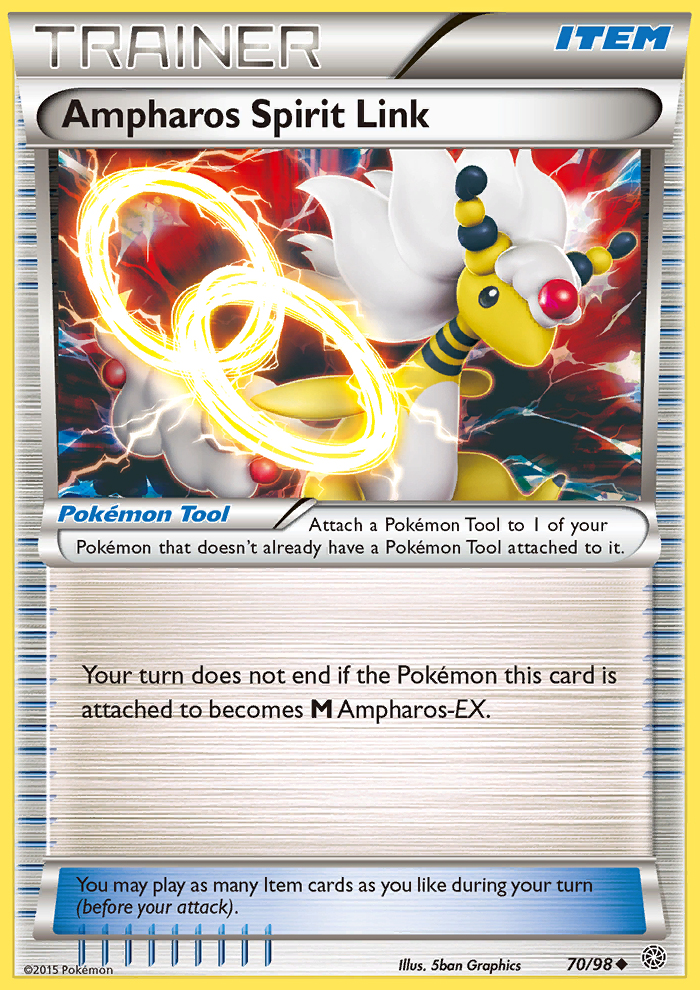 TRAINER
ITEM
Ampharos Spirit Link
Pokémon Tool
Attach a Pokémon Tool to 1 of your
Pokémon that doesn't already have a Pokémon Tool attached to it.
Your turn does not end if the Pokémon this card is
attached to becomes M Ampharos-EX.
You may play as many Item cards as you like during your turn
(before your attack).
©2015 Pokémon
Illus. 5ban Graphics
70/98